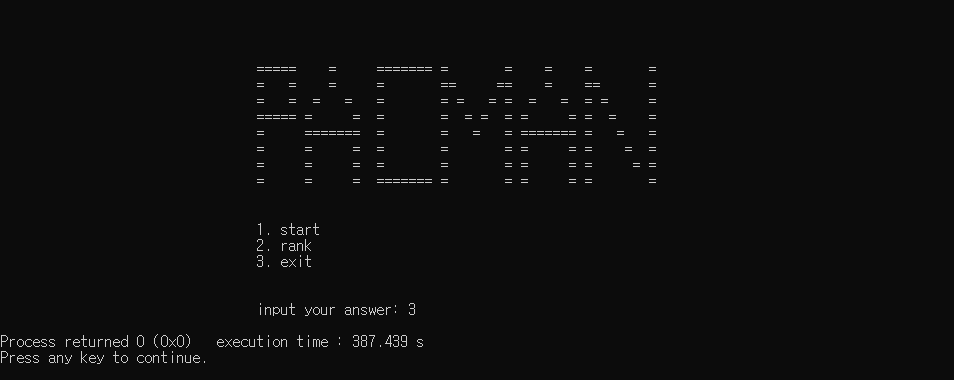 PACMAN
1. start
2. rank
3. exit
input your answer: 3
Process returned 0 (0x0)   execution time : 387.439 s
Press any key to continue.